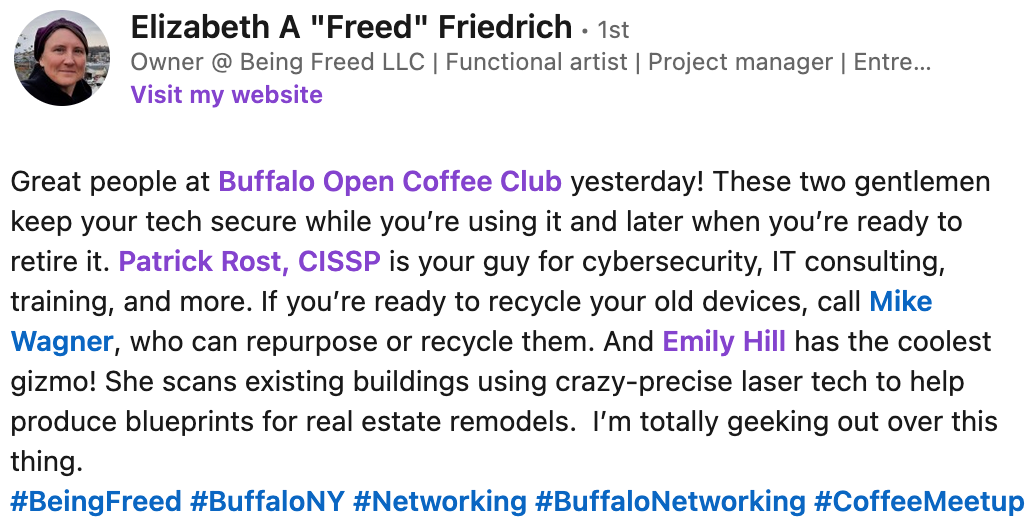 Elizabeth A "Freed" Friedrich · 1st
Owner @ Being Freed LLC | Functional artist | Project manager | Entre...
Visit my website
Great people at Buffalo Open Coffee Club yesterday! These two gentlemen
keep your tech secure while you’re using it and later when you’re ready to
retire it. Patrick Rost, CISSP is your guy for cybersecurity, IT consulting,
training, and more. If you’re ready to recycle your old devices, call Mike
Wagner, who can repurpose or recycle them. And Emily Hill has the coolest
gizmo! She scans existing buildings using crazy-precise laser tech to help
produce blueprints for real estate remodels.  I’m totally geeking out over this
thing.
#BeingFreed #BuffaloNY #Networking #BuffaloNetworking #CoffeeMeetup